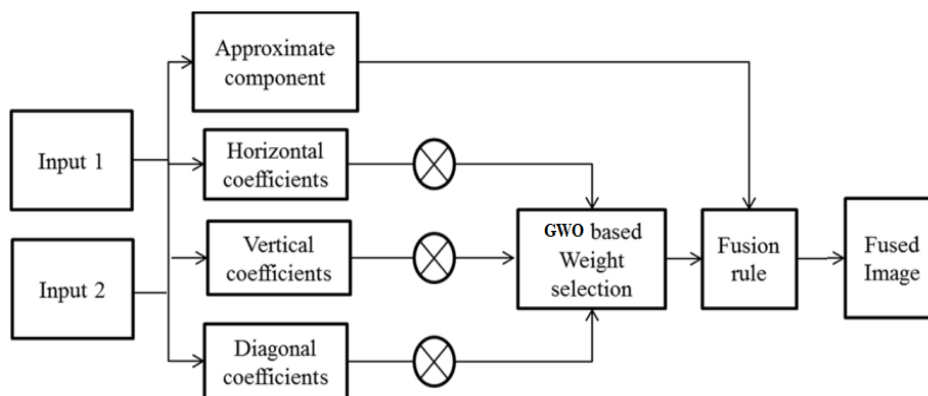 Approximate
component
Input 1
Horizontal
coefficients
Input 2
Vertical
coefficients
GWO based
Weight
selection
Fusion
rule
Fused
Image
Diagonal
coefficients